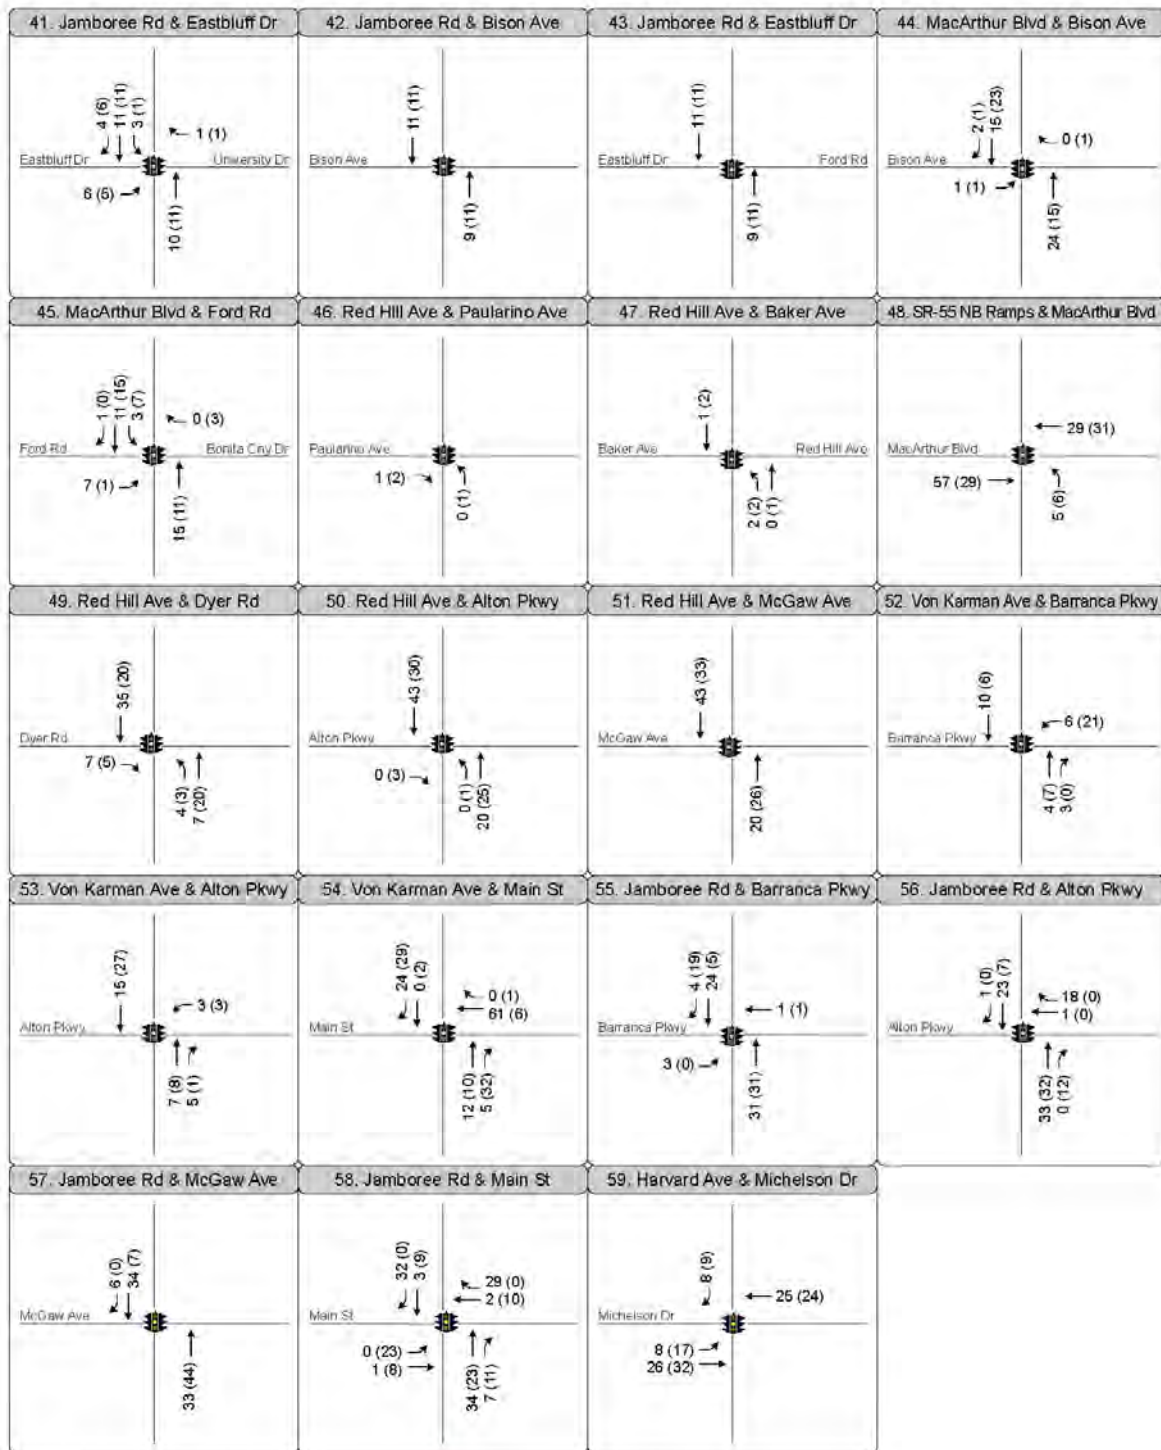 41. Jamboree Rd & Eastbluff Dr
4 (6)
11 (11)
3 (1)
1 (1)
Eastbluff Dr
University Dr
6 (5)
10 (11)
42. Jamboree Rd & Bison Ave
11 (11)
Bison Ave
9 (11)
43. Jamboree Rd & Eastbluff Dr
11 (11)
Eastbluff Dr
Ford Rd
9 (11)
44. MacArthur Blvd & Bison Ave
2 (1)
15 (23)
0 (1)
Bison Ave
1 (1)
24 (15)
45. MacArthur Blvd & Ford Rd
1 (0)
11 (15)
3 (7)
0 (3)
Ford Rd
Bonita Cny Dr
7 (1)
15 (11)
46. Red Hill Ave & Paularino Ave
Paularino Ave
1 (2)
0 (1)
47. Red Hill Ave & Baker Ave
1 (2)
Baker Ave
Red Hill Ave
2 (2)
0 (1)
48. SR-55 NB Ramps & MacArthur Blvd
29 (31)
MacArthur Blvd
57 (29)
5 (6)
49. Red Hill Ave & Dyer Rd
35 (20)
Dyer Rd
7 (5)
4 (3)
7 (20)
50. Red Hill Ave & Alton Pkwy
43 (30)
Alton Pkwy
0 (3)
0 (1)
20 (25)
51. Red Hill Ave & McGaw Ave
43 (33)
McGaw Ave
20 (26)
52. Von Karman Ave & Barranca Pkwy
10 (6)
6 (21)
Barranca Pkwy
4 (7)
3 (0)
53. Von Karman Ave & Alton Pkwy
15 (27)
3 (3)
Alton Pkwy
7 (8)
5 (1)
54. Von Karman Ave & Main St
24 (29)
0 (2)
0 (1)
61 (6)
Main St
12 (10)
5 (32)
55. Jamboree Rd & Barranca Pkwy
4 (19)
24 (5)
1 (1)
Barranca Pkwy
3 (0)
31 (31)
56. Jamboree Rd & Alton Pkwy
1 (0)
23 (7)
18 (0)
1 (0)
Alton Pkwy
33 (32)
0 (12)
57. Jamboree Rd & McGaw Ave
6 (0)
34 (7)
McGaw Ave
33 (44)
58. Jamboree Rd & Main St
32 (0)
3 (9)
29 (0)
2 (10)
Main St
0 (23)
1 (8)
34 (23)
7 (11)
59. Harvard Ave & Michelson Dr
8 (9)
25 (24)
Michelson Dr
8 (17)
26 (32)